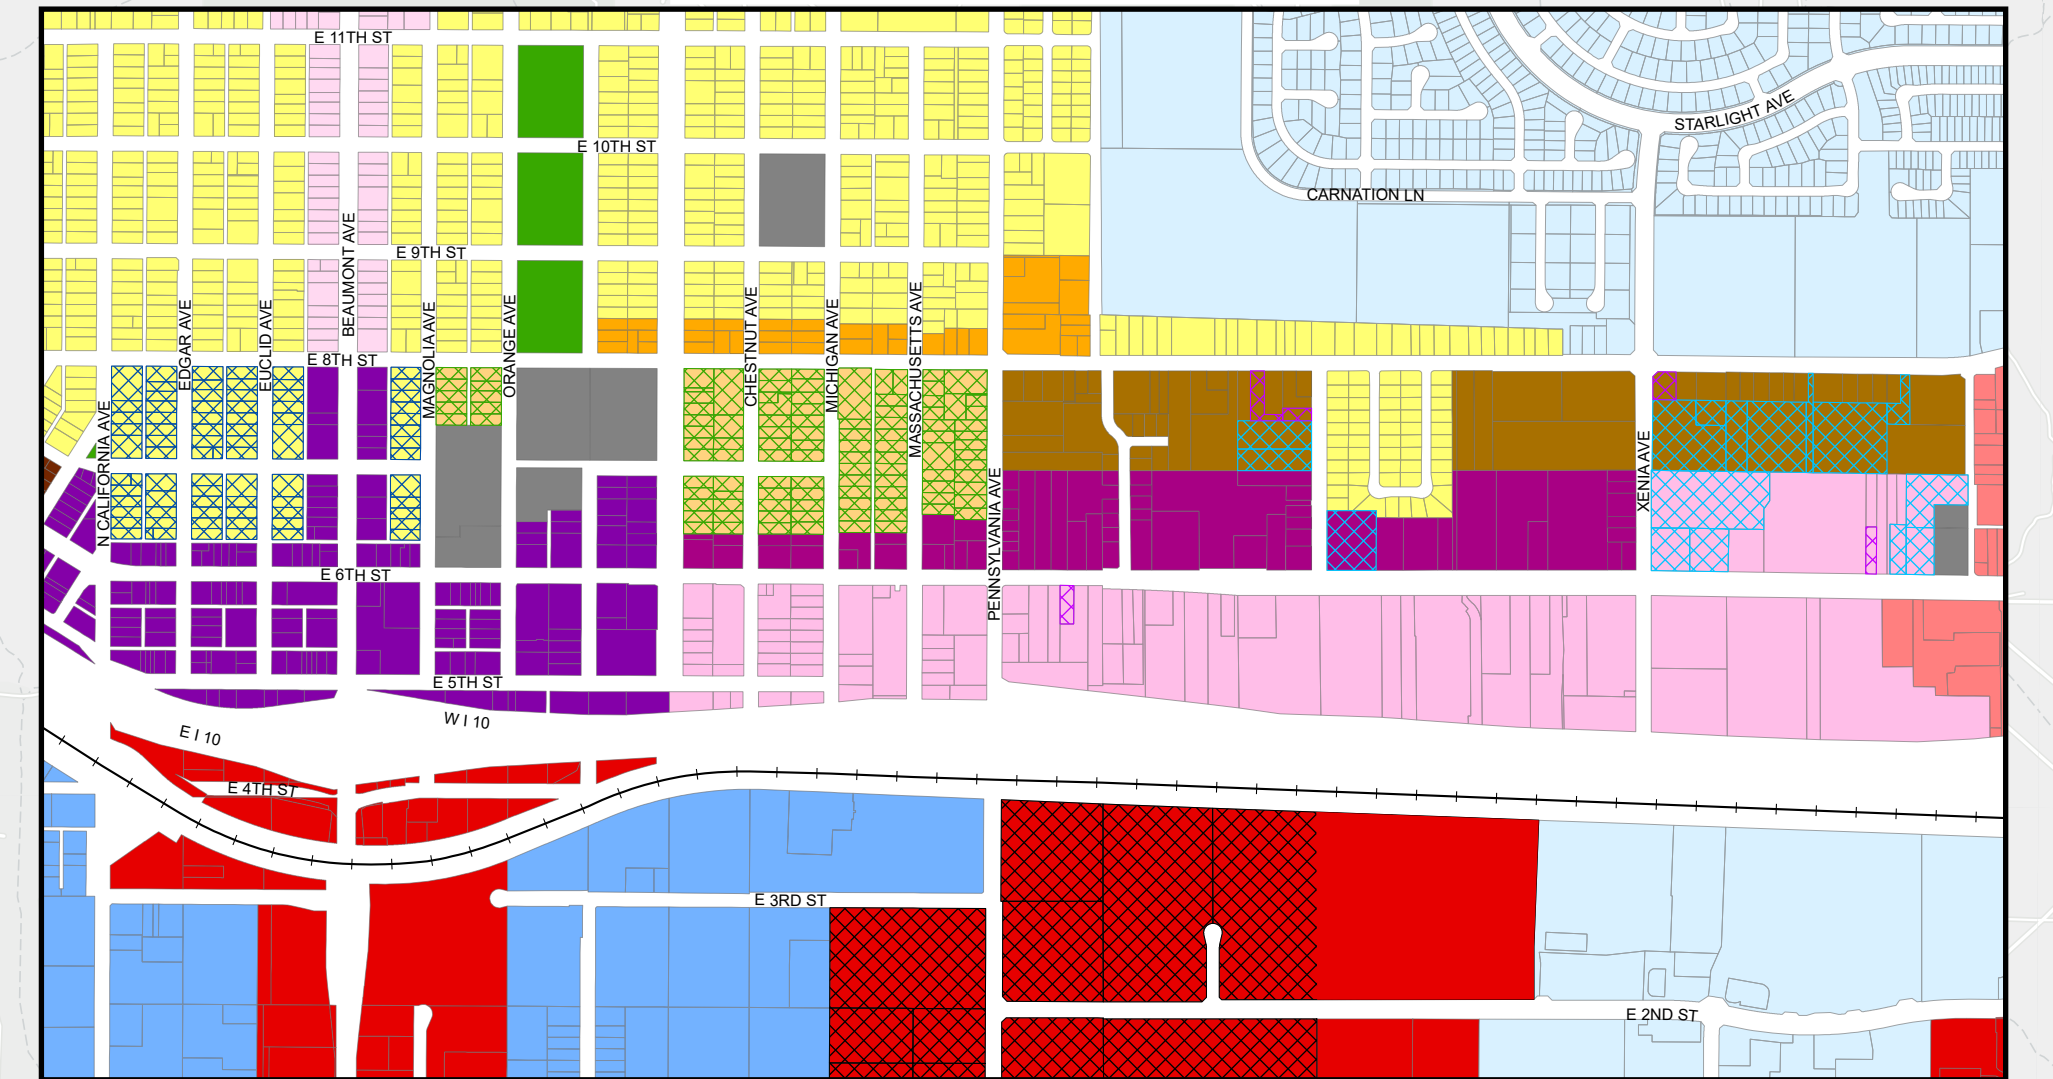 E 11TH ST
STARLIGHT AVE
E 10TH ST
CARNATION LN
BEAUMONT AVE
E 9TH ST
EDGAR AVE
EUCLID AVE
MAGNOLIA AVE
ORANGE AVE
CHESTNUT AVE
MICHIGAN AVE
MASSACHUSETTS AVE
E 8TH ST
N CALIFORNIA AVE
PENNSYLVANIA AVE
XENIA AVE
E 6TH ST
E 5TH ST
W I 10
E I 10
E 4TH ST
E 3RD ST
E 2ND ST